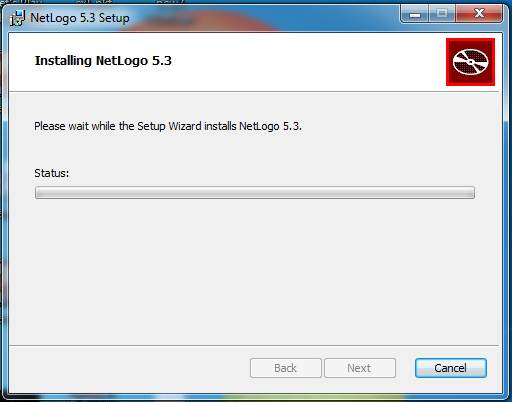 NetLogo 5.3 Setup
Installing NetLogo 5.3
Please wait while the Setup Wizard installs NetLogo 5.3.
Status:
Back
Next
Cancel